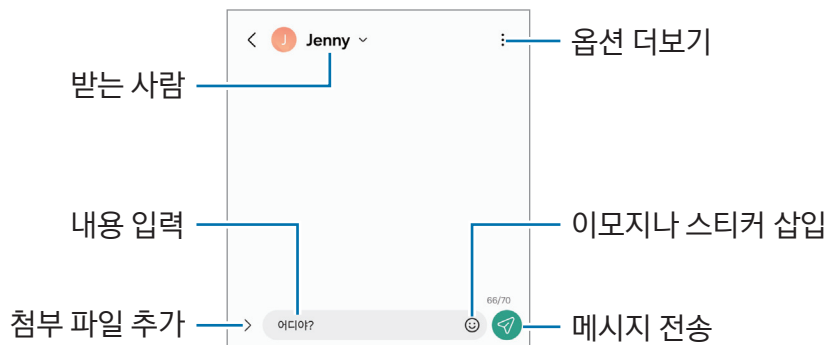 J Jenny
옵션 더보기
받는 사람
내용 입력
이모지나 스티커 삽입
66/70
첨부 파일 추가
어디야?
메시지 전송